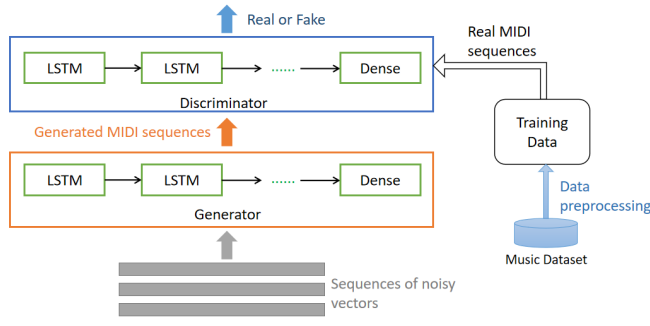 Real or Fake
LSTM
LSTM
......
Dense
Discriminator
Real MIDI
sequences
Generated MIDI sequences
Training
Data
LSTM
LSTM
......
Dense
Generator
Data
preprocessing
Music Dataset
Sequences of noisy
vectors